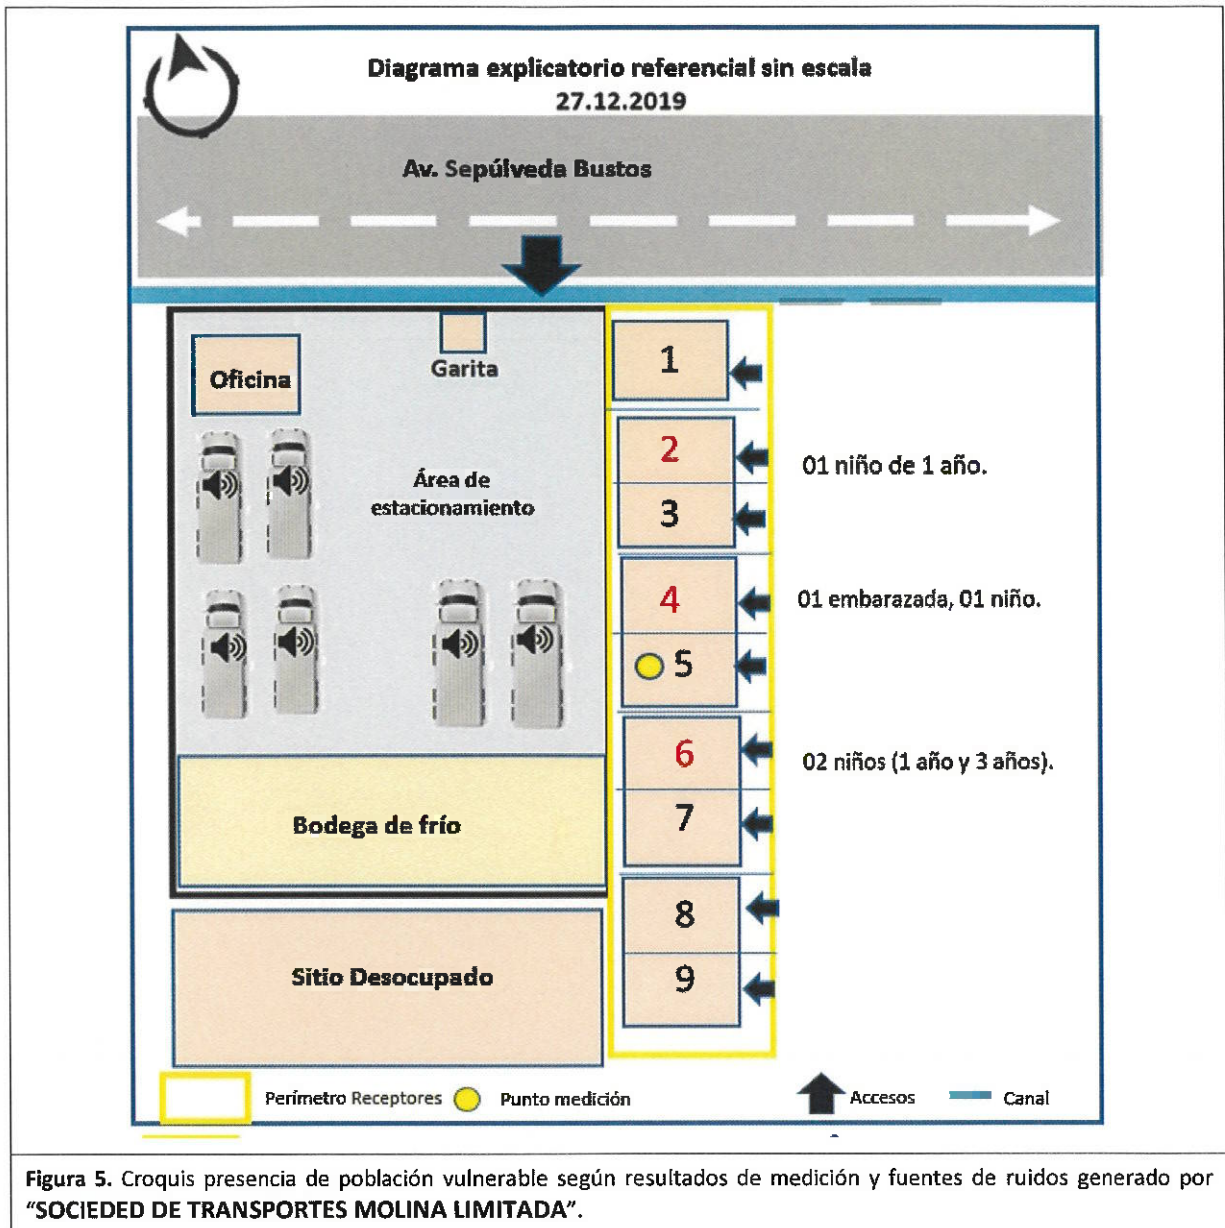 Diagrama explicatorio referencial sin escala
27.12.2019
Av. Sepúlveda Bustos
Oficina
Garita
Área de
estacionamiento
1
2
01 niño de 1 año.
3
4
01 embarazada, 01 niño.
5
6
02 niños (1 año y 3 años).
7
Bodega de frío
8
Sitio Desocupado
9
Perímetro Receptores
Punto medición
Accesos
Canal
Figura 5. Croquis presencia de población vulnerable según resultados de medición y fuentes de ruidos generado por
“SOCIEDED DE TRANSPORTES MOLINA LIMITADA”.